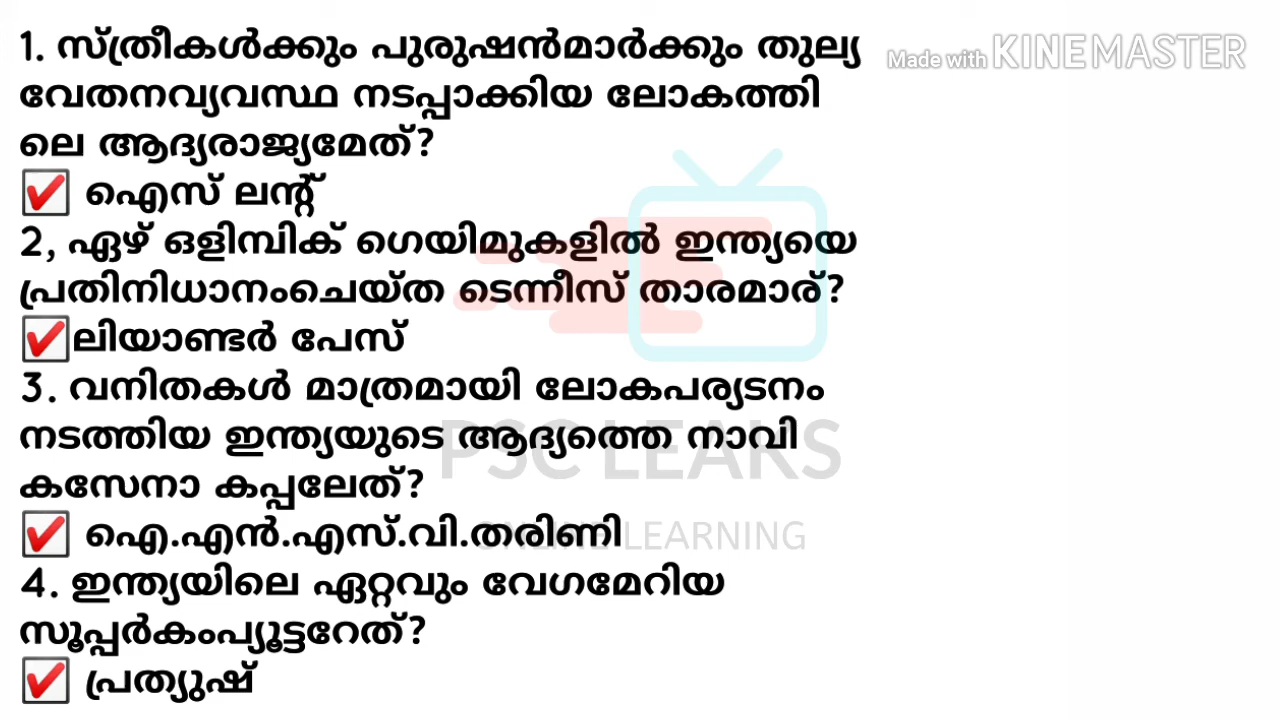 1. സ്ത്രീകൾക്കും പുരുഷൻമാർക്കും തുല്യ
Made with KINEMASTER
വേതനവ്യവസ്ഥ നടപ്പാക്കിയ ലോകത്തി
ലെ ആദ്യരാജ്യമേത്?
✔ ഐസ് ലന്റ്
2, ഏഴ് ഒളിമ്പിക് ഗെയിമുകളിൽ ഇന്ത്യയെ
പ്രതിനിധാനംചെയ്ത ടെന്നീസ് താരമാര്?
✔ലിയാണ്ടർ പേസ്
3. വനിതകൾ മാത്രമായി ലോകപര്യടനം
നടത്തിയ ഇന്ത്യയുടെ ആദ്യത്തെ നാവി
PSC LEARS
കസേനാ കപ്പലേത്?
✔ ഐ.എൻ.എസ്.വി.തരിണി
ONLINE LEARNING
4. ഇന്ത്യയിലെ ഏറ്റവും വേഗമേറിയ
സൂപ്പർകംപ്യൂട്ടറേത്?
✔ പ്രത്യുഷ്